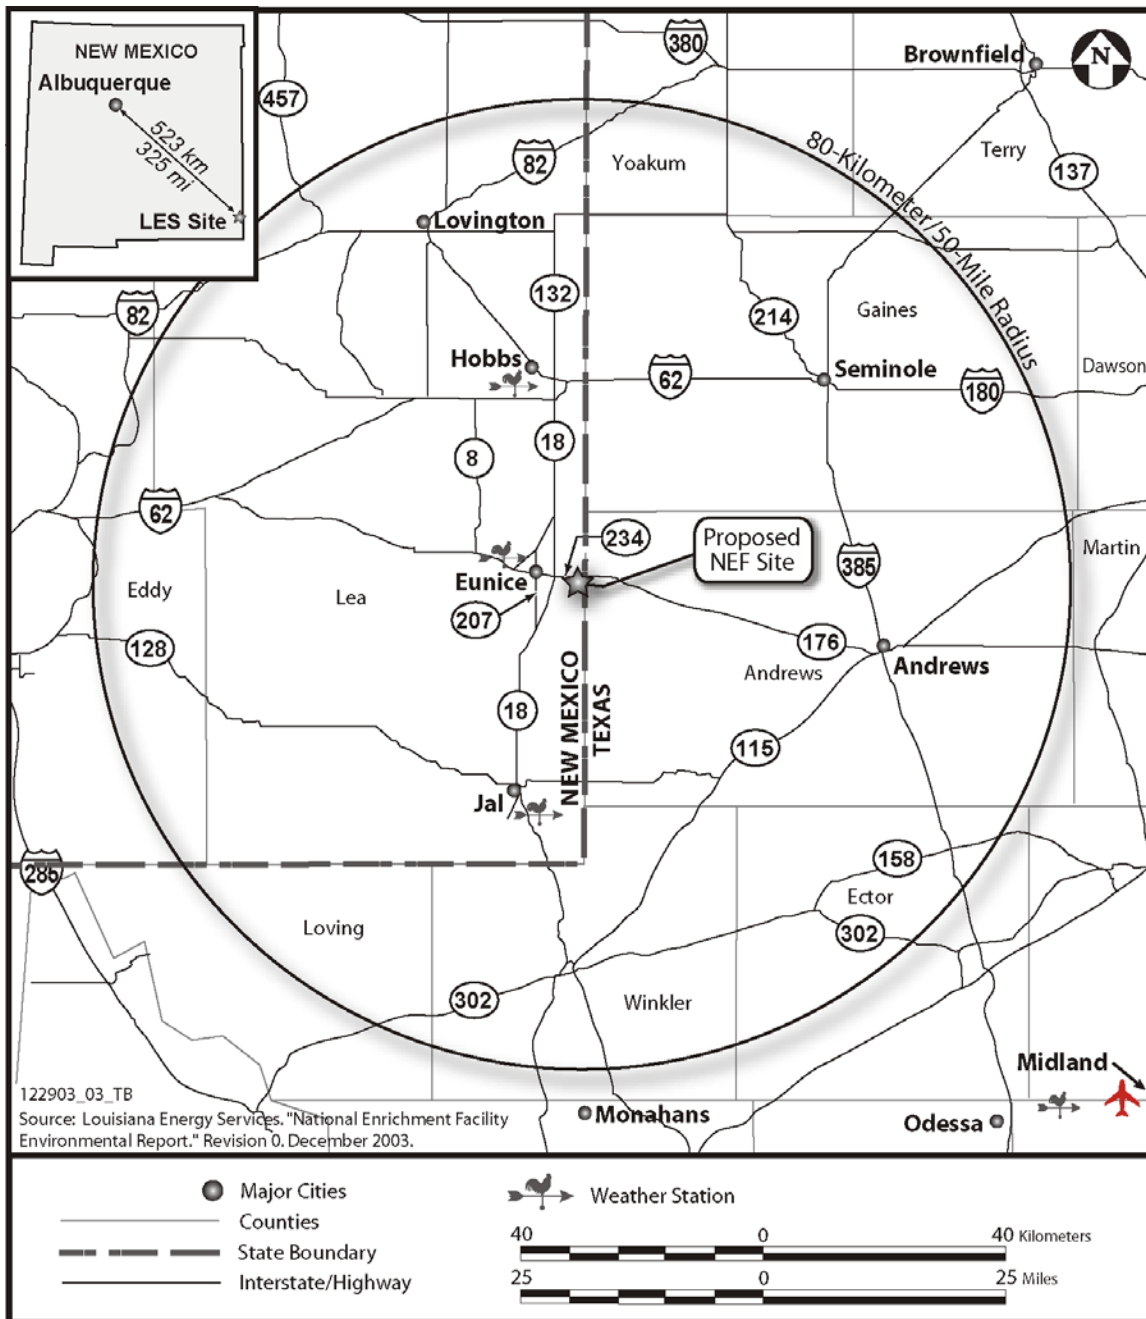 NEW MEXICO
Albuquerque
523 km
325 mi
LES Site
457
380
Brownfield
N
82
Yoakum
80-Kilometer/50-Mile Radius
Terry
137
Lovington
82
132
214
Gaines
Hobbs
62
Seminole
180
Dawson
8
18
62
234
Proposed
NEF Site
385
Martin
Eddy
Lea
Eunice
207
128
176
Andrews
Andrews
18
NEW MEXICO
TEXAS
115
Jal
285
158
Ector
302
Loving
302
Winkler
Midland
Monahans
Odessa
122903_03_TB
Source: Louisiana Energy Services. "National Enrichment Facility
Environmental Report." Revision 0. December 2003.
Major Cities
Counties
State Boundary
Interstate/Highway
Weather Station
40 0 40 Kilometers
25 0 25 Miles